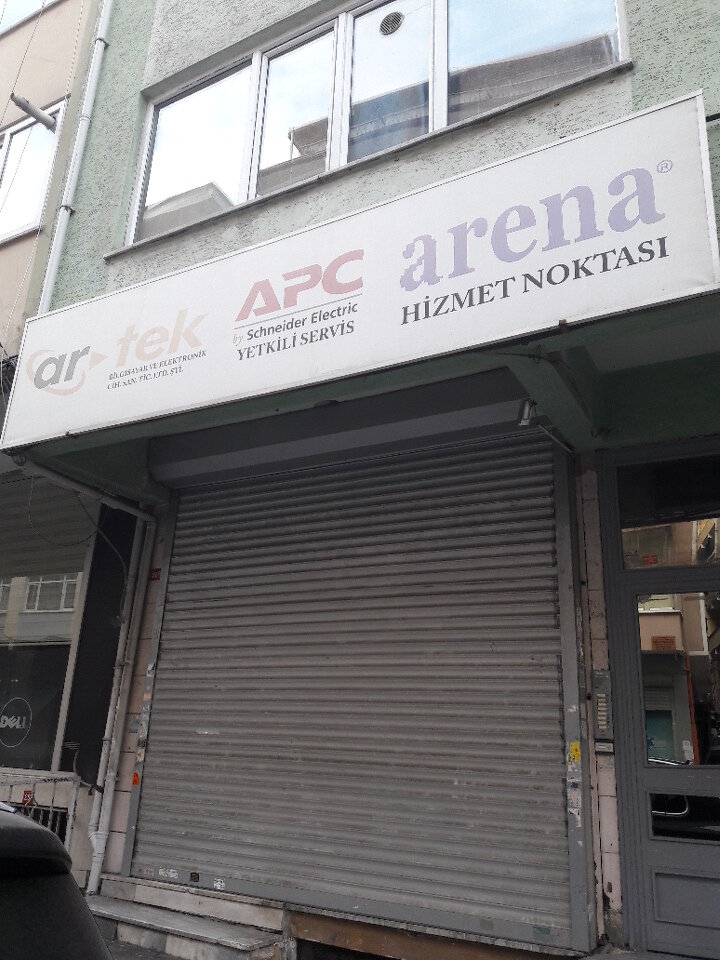 ar tek
BİLGİSAYAR VE ELEKTRONİK
CİH. SAN. TİC. LTD. ŞTİ.
APC
by Schneider Electric
YETKİLİ SERVİS
arena®
HİZMET NOKTASI
DELL